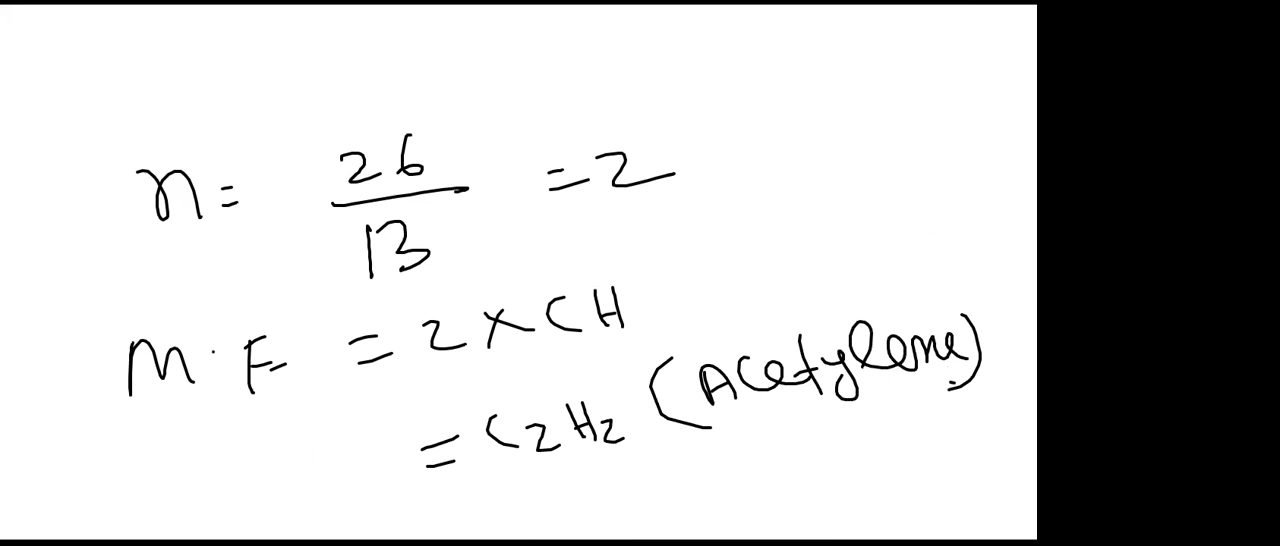 n = 26/13 = 2
M.F = 2 X CH
= C2H2 (Acetylene)